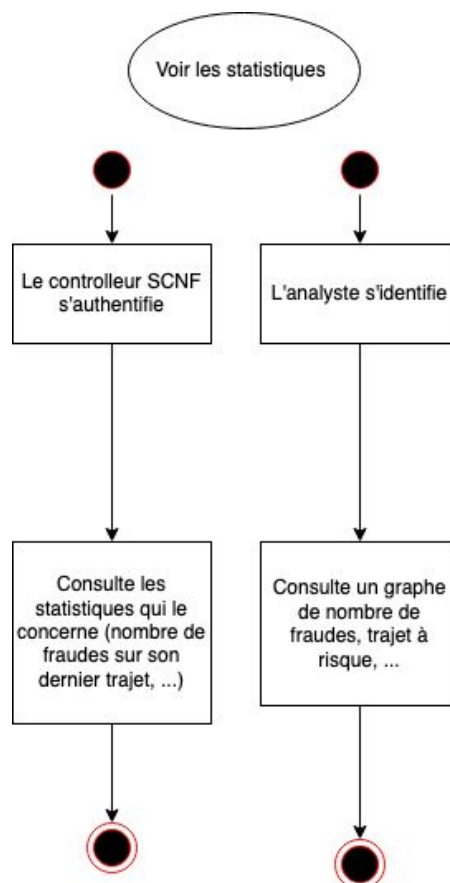 Voir les statistiques
Le controlleur SCNF
s'authentifie
L'analyste s'identifie
Consulte les
statistiques qui le
concerne (nombre de
fraudes sur son
dernier trajet, ...)
Consulte un graphe
de nombre de
fraudes, trajet à
risque, ...